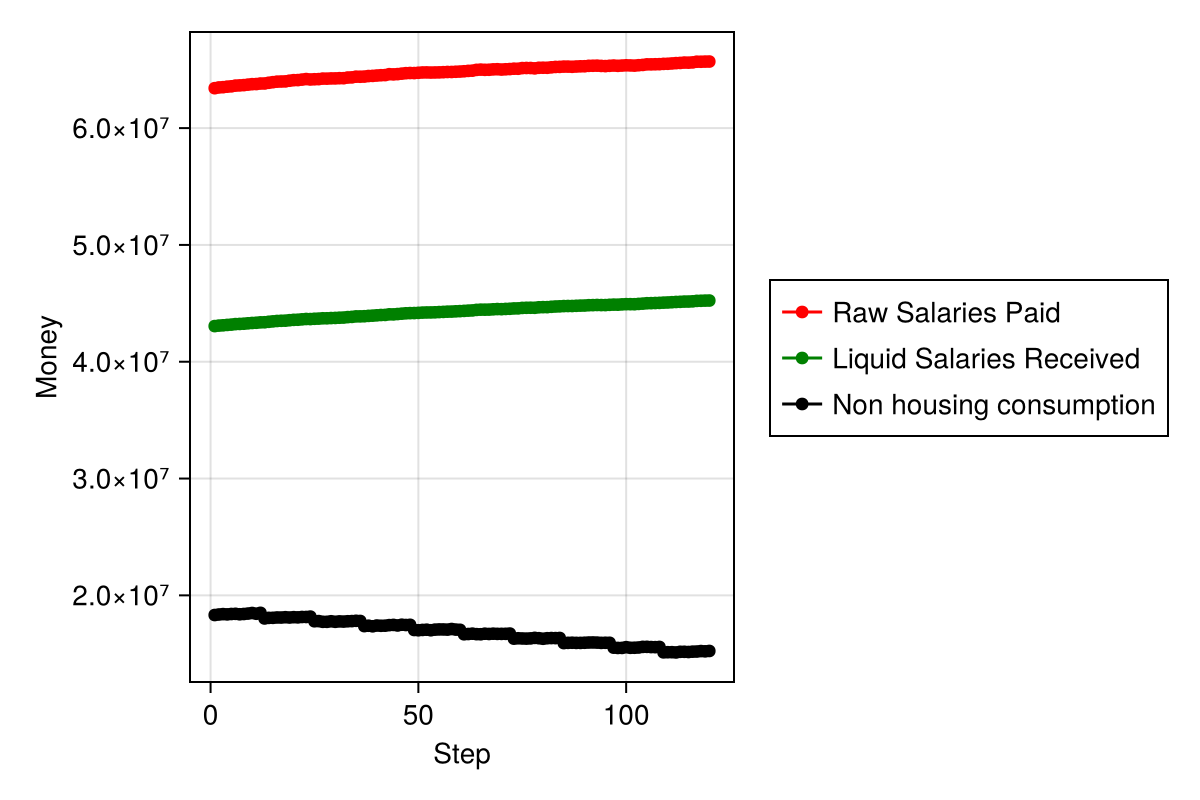 6.0×10⁷
5.0×10⁷
4.0×10⁷
3.0×10⁷
2.0×10⁷
Money
0 50 100
Step
Raw Salaries Paid
Liquid Salaries Received
Non housing consumption